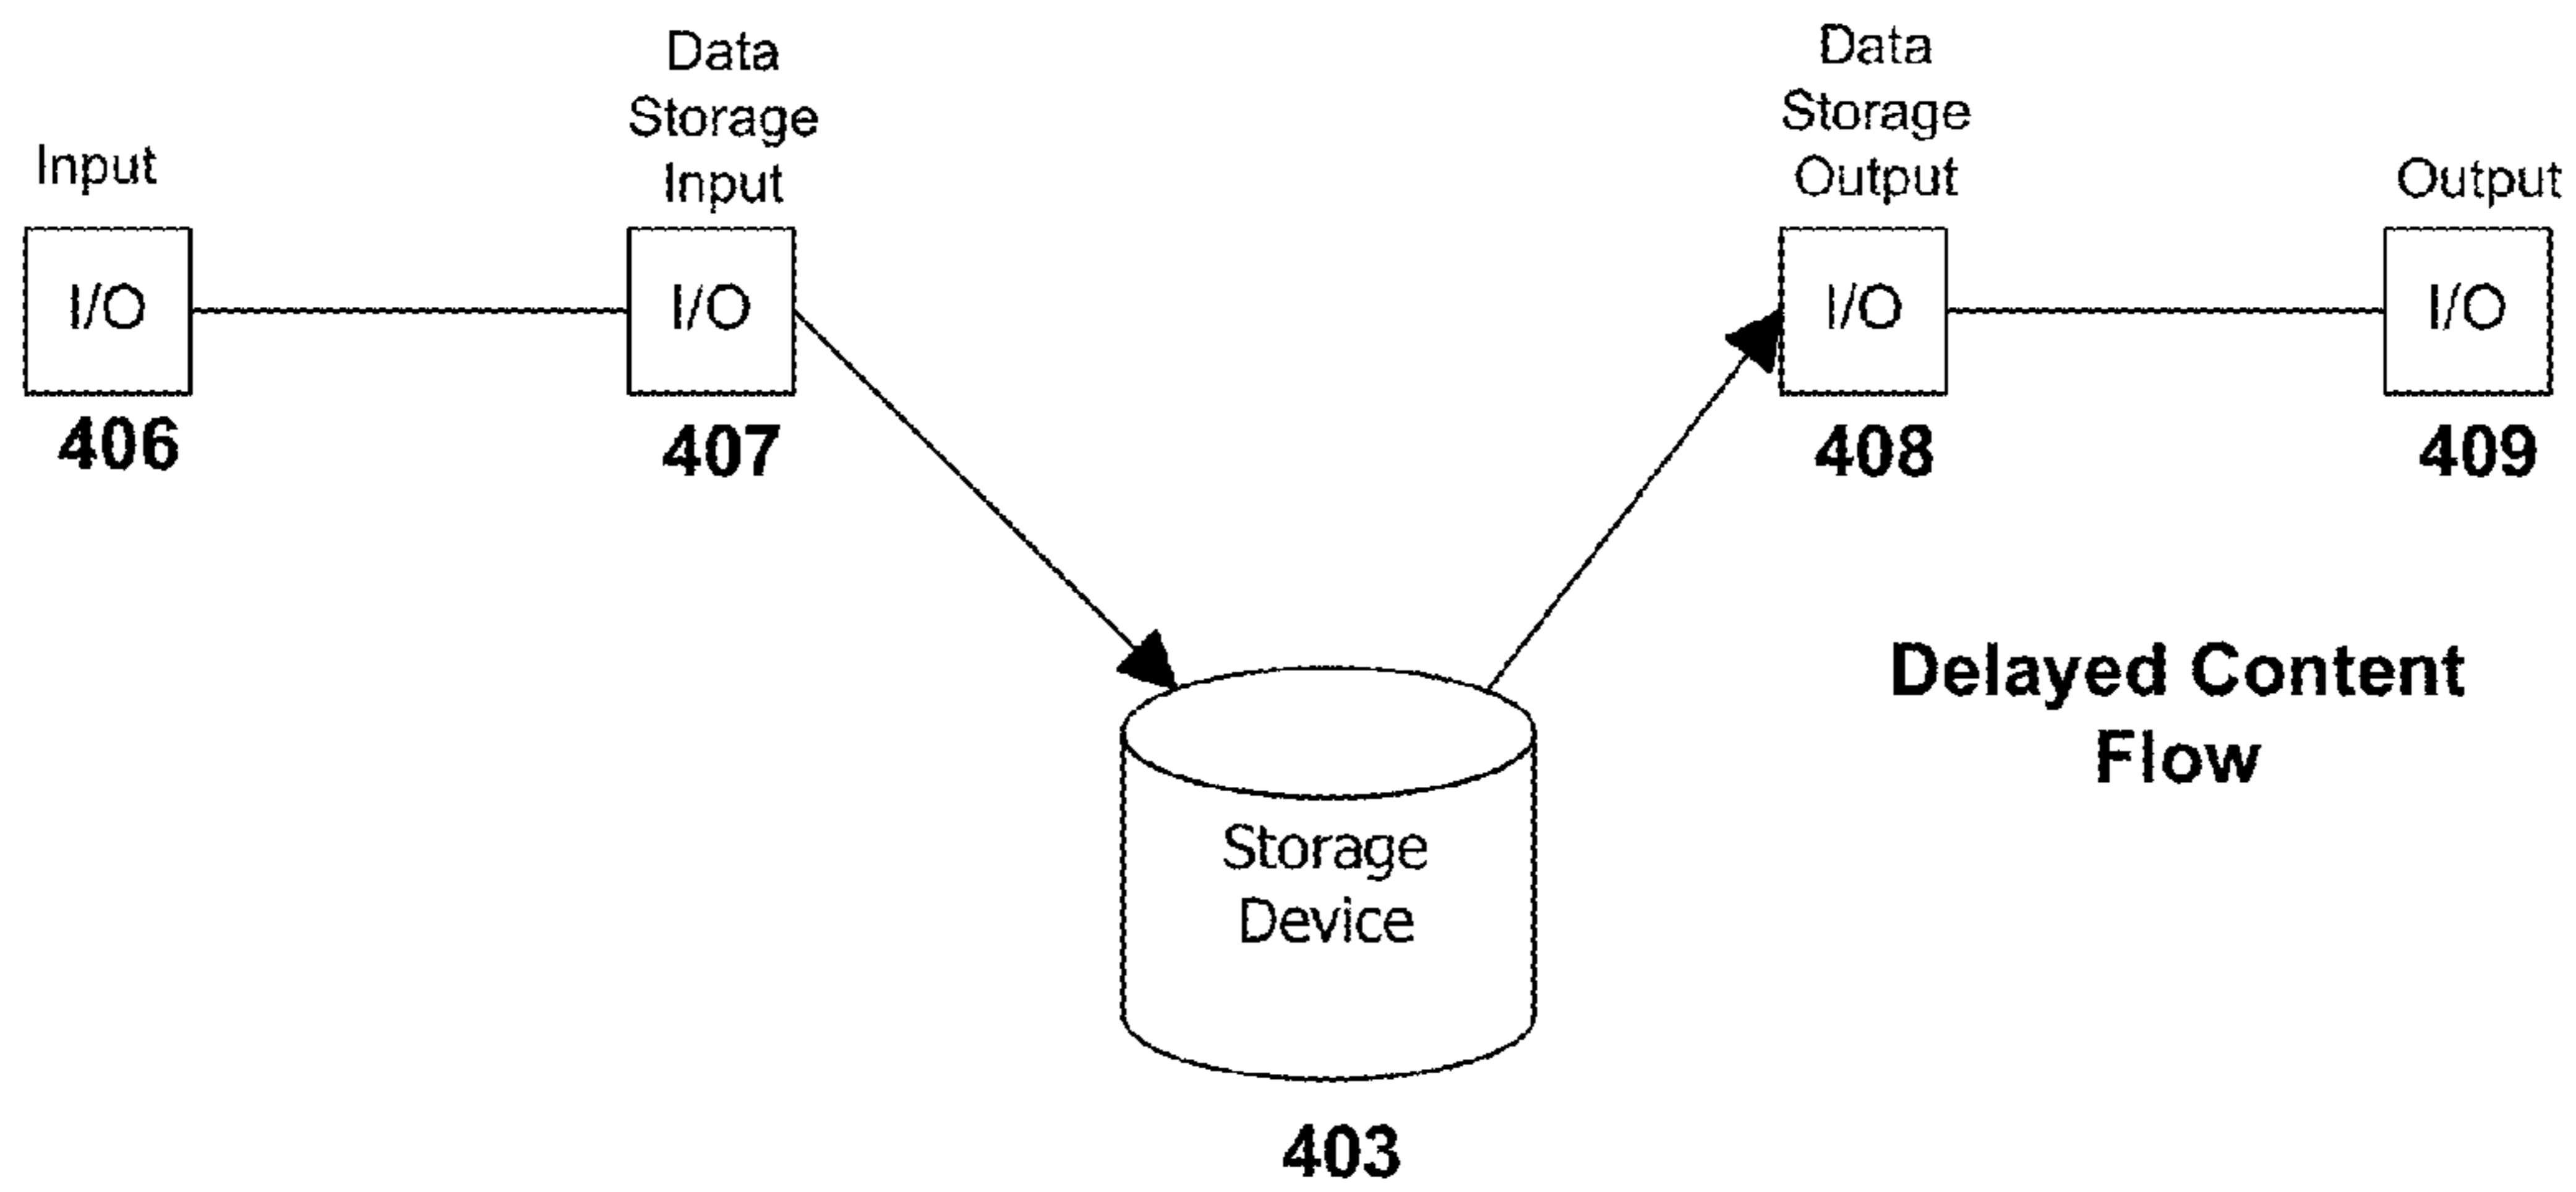 Input
I/O
406
Data
Storage
Input
I/O
407
Data
Storage
Output
I/O
408
Output
I/O
409
Delayed Content
Flow
Storage
Device
403